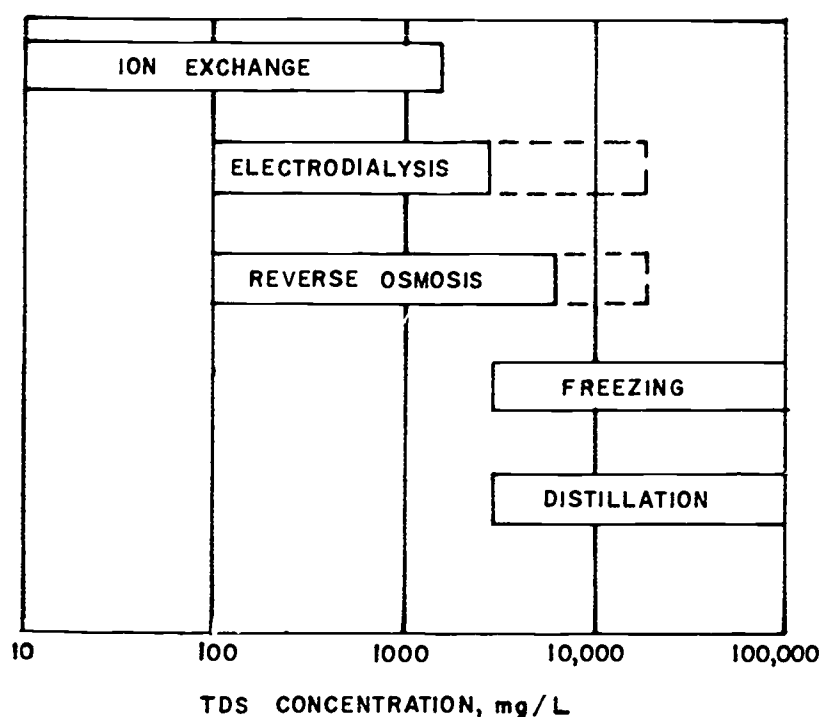 ION EXCHANGE
ELECTRODIALYSIS
REVERSE OSMOSIS
FREEZING
DISTILLATION
10 100 1000 10,000 100,000
TDS CONCENTRATION, mg/L